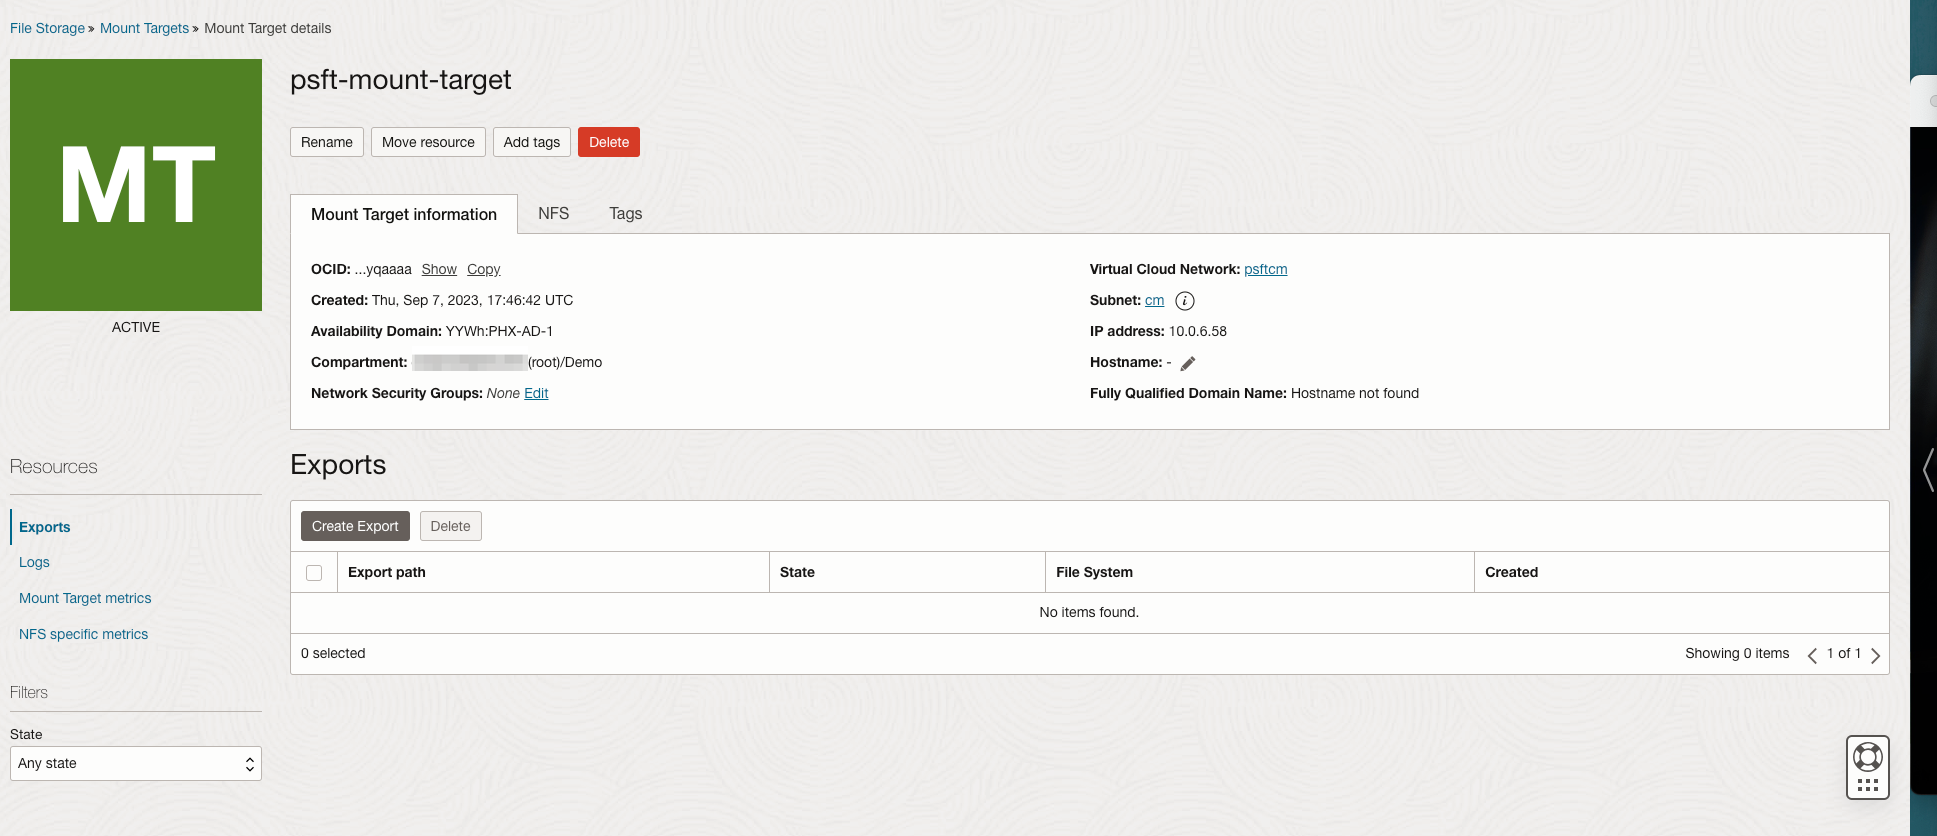 File Storage » Mount Targets » Mount Target details
MT
ACTIVE
psft-mount-target
Rename Move resource Add tags Delete
Mount Target information NFS Tags
OCID: ...yqaaaa Show Copy
Created: Thu, Sep 7, 2023, 17:46:42 UTC
Availability Domain: YYWh:PHX-AD-1
Compartment: (root)/Demo
Network Security Groups: None Edit
Virtual Cloud Network: psftcm
Subnet: cm i
IP address: 10.0.6.58
Hostname: -
Fully Qualified Domain Name: Hostname not found
Resources
Exports
Logs
Mount Target metrics
NFS specific metrics
Filters
State
Any state
Exports
Create Export Delete
Export path State File System Created
No items found.
0 selected Showing 0 items 1 of 1